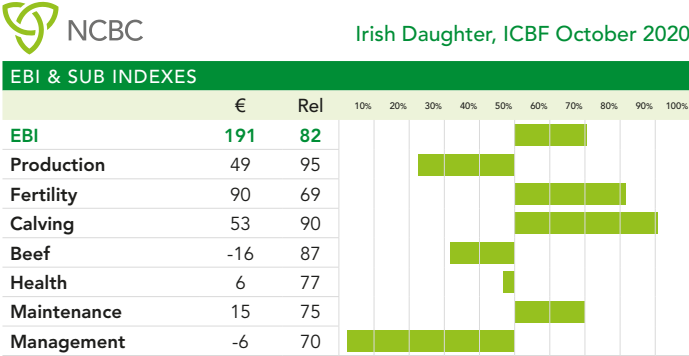 NCBC
Irish Daughter, ICBF October 2020
EBI & SUB INDEXES
€ Rel 10% 20% 30% 40% 50% 60% 70% 80% 90% 100%
EBI 191 82
Production 49 95
Fertility 90 69
Calving 53 90
Beef -16 87
Health 6 77
Maintenance 15 75
Management -6 70